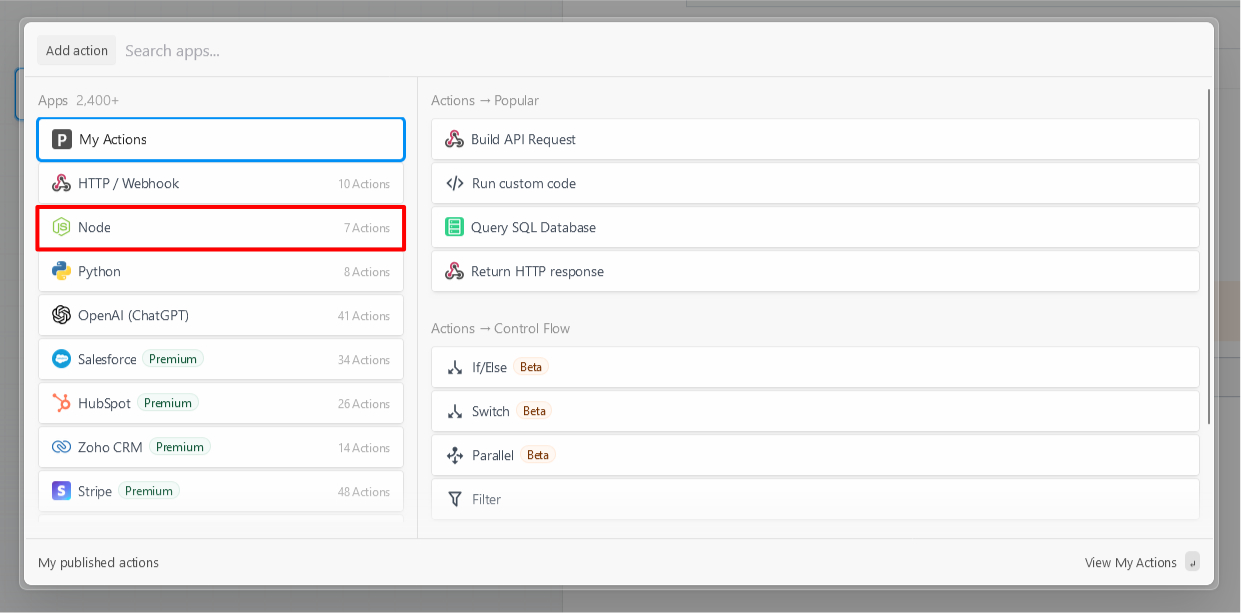 Add action Search apps...
Apps 2,400+
P My Actions
HTTP / Webhook 10 Actions
JS Node 7 Actions
Python 8 Actions
OpenAI (ChatGPT) 41 Actions
Salesforce Premium 34 Actions
HubSpot Premium 26 Actions
Zoho CRM Premium 14 Actions
S Stripe Premium 48 Actions
Actions → Popular
Build API Request
</> Run custom code
Query SQL Database
Return HTTP response
Actions → Control Flow
If/Else Beta
Switch Beta
Parallel Beta
Filter
My published actions
View My Actions ↵